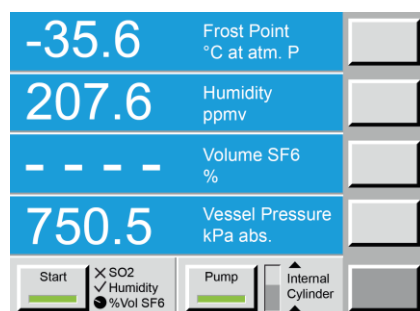 -35.6 Frost Point
°C at atm. P
207.6 Humidity
ppmv
- - - - Volume SF6
%
750.5 Vessel Pressure
kPa abs.
Start
SO2
Humidity
%Vol SF6
Pump
Internal
Cylinder